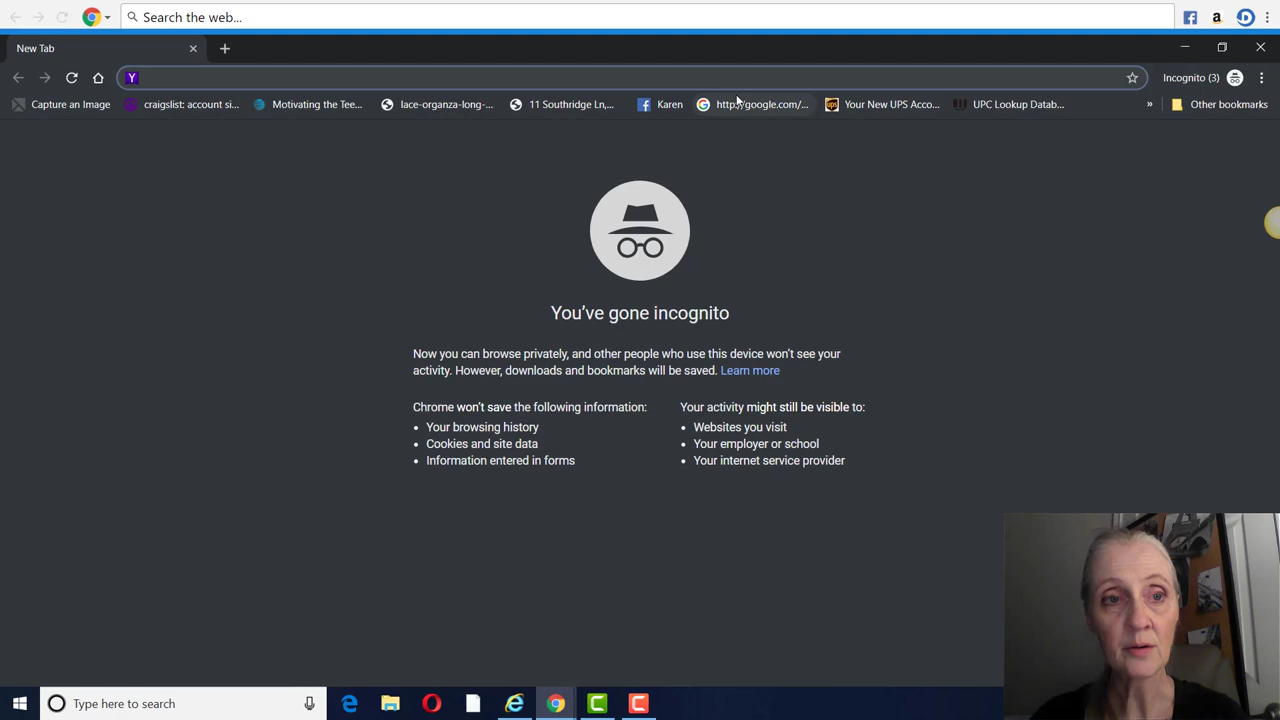 Search the web...
New Tab
Y
Incognito (3)
Capture an Image
craigslist: account si...
Motivating the Tee...
lace-organza-long-...
11 Southridge Ln,...
Karen
http://google.com/...
Your New UPS Acco...
UPC Lookup Datab...
»
Other bookmarks
You've gone incognito
Now you can browse privately, and other people who use this device won't see your
activity. However, downloads and bookmarks will be saved. Learn more
Chrome won't save the following information:
• Your browsing history
• Cookies and site data
• Information entered in forms
Your activity might still be visible to:
• Websites you visit
• Your employer or school
• Your internet service provider
Type here to search